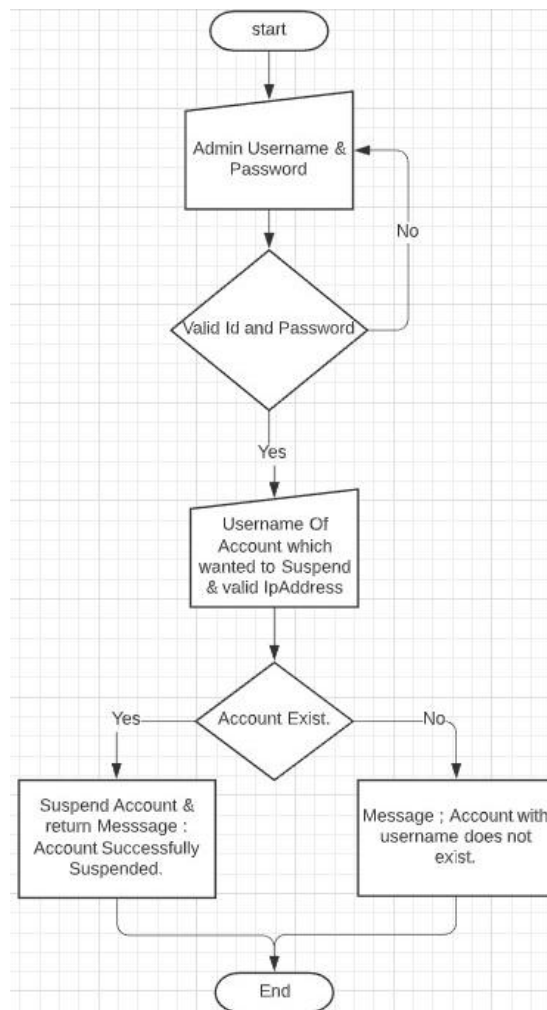 start
Admin Username &
Password
No
Valid Id and Password
Yes
Username Of
Account which
wanted to Suspend
& valid IpAddress
Yes
Account Exist.
No
Suspend Account &
return Messsage :
Account Successfully
Suspended.
Message ; Account with
username does not
exist.
End